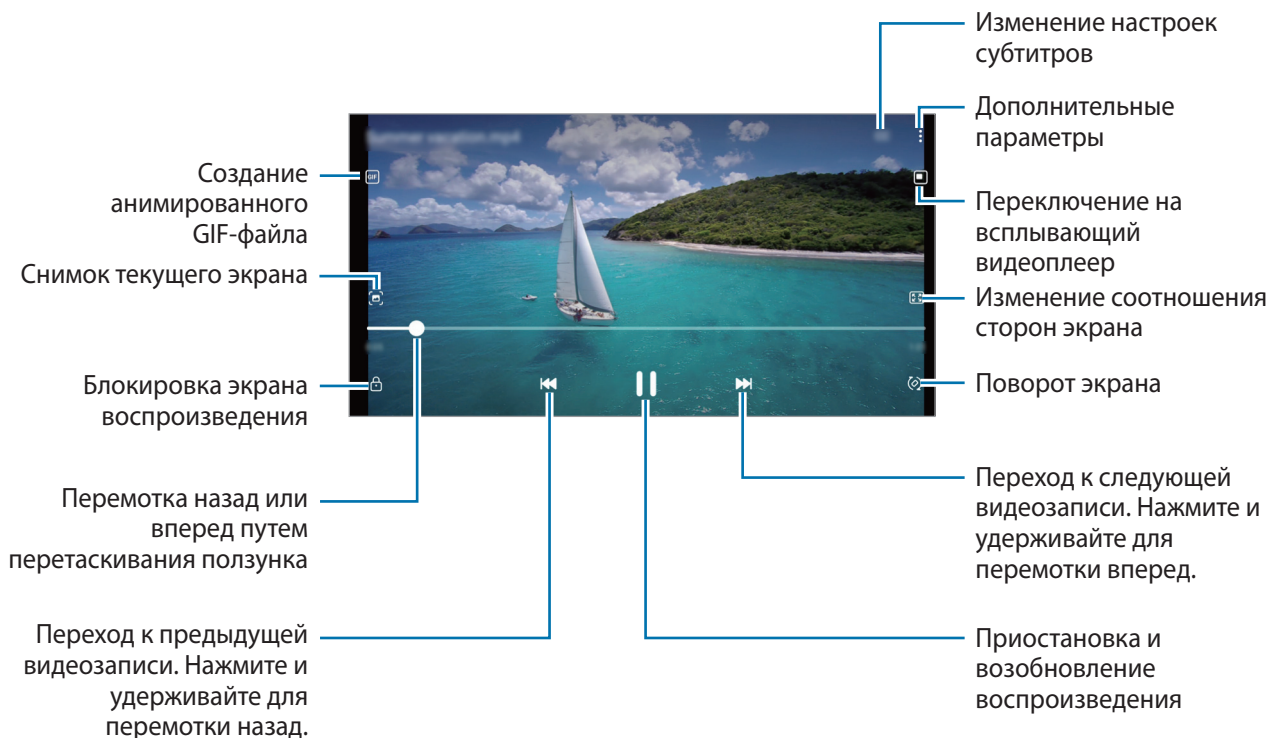 Изменение настроек
субтитров
Дополнительные
параметры
Создание
анимированного
GIF-файла
GIF
Переключение на
всплывающий
видеоплеер
Снимок текущего экрана
Изменение соотношения
сторон экрана
Блокировка экрана
воспроизведения
Поворот экрана
Перемотка назад или
вперед путем
перетаскивания ползунка
Переход к следующей
видеозаписи. Нажмите и
удерживайте для
перемотки вперед.
Переход к предыдущей
видеозаписи. Нажмите и
удерживайте для
перемотки назад.
Приостановка и
возобновление
воспроизведения